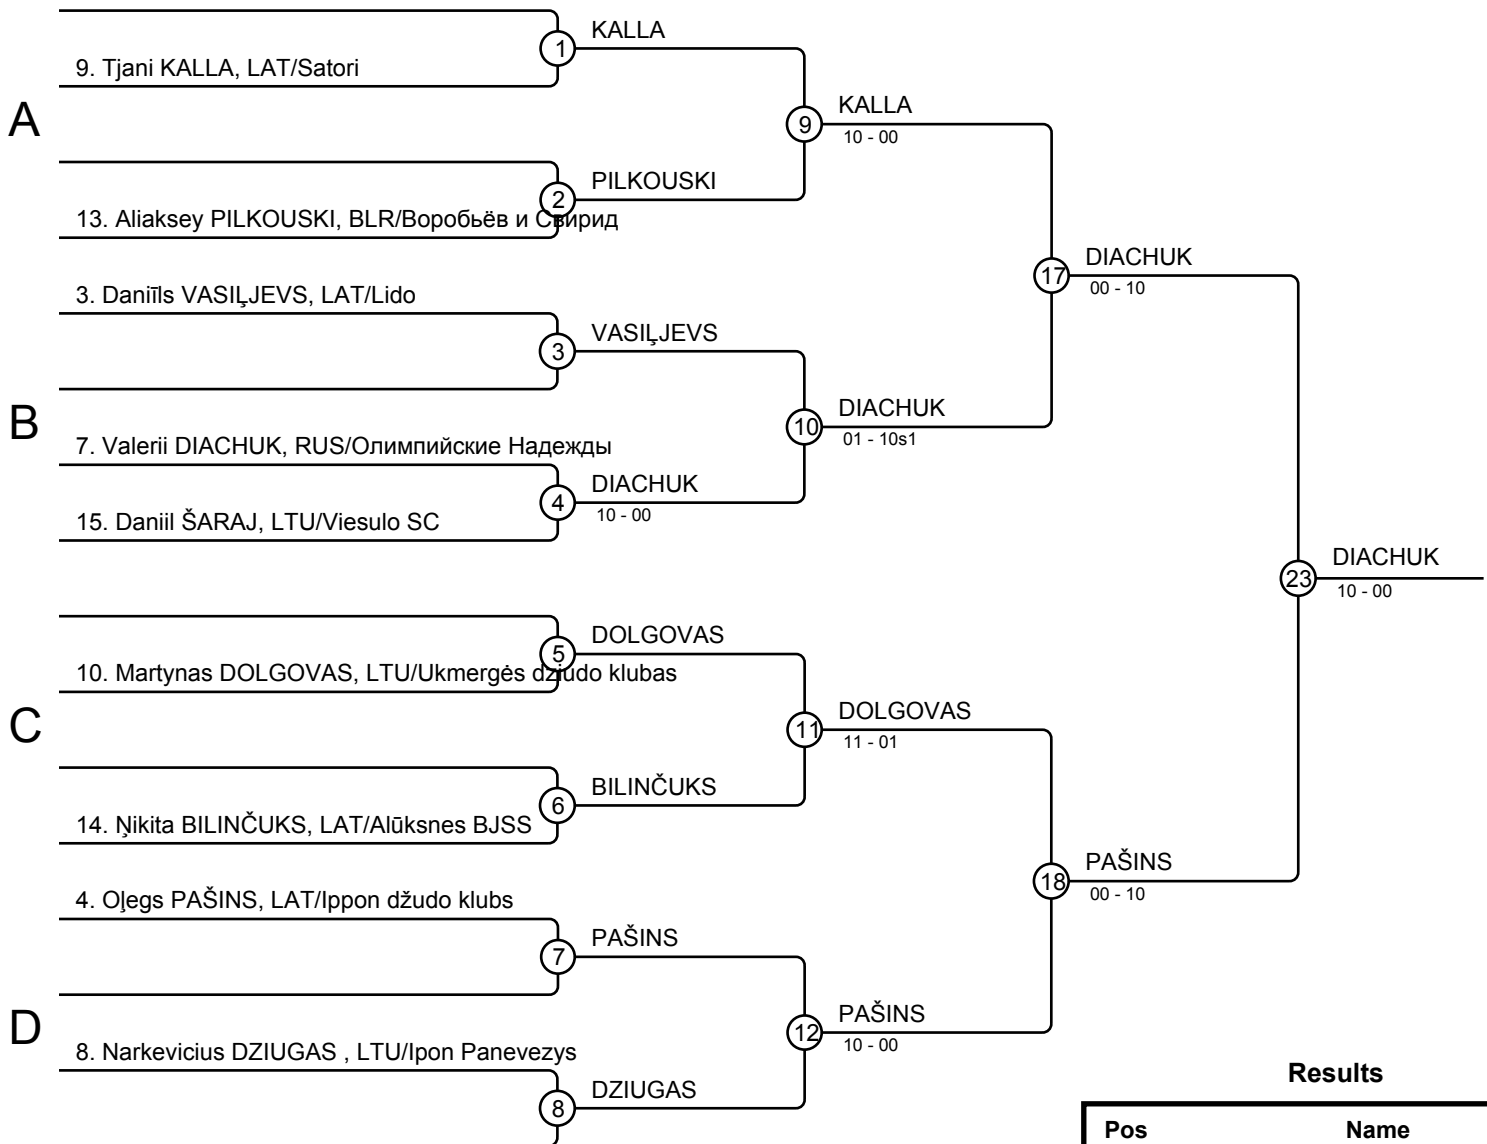 KALLA
1
9. Tjani KALLA, LAT/Satori
A
KALLA
9
10 - 00
PILKOUSKI
2
13. Aliaksey PILKOUSKI, BLR/Воробьёв и Свирид
DIACHUK
17
00 - 10
3. Daniīls VASIĻJEVS, LAT/Lido
VASIĻJEVS
3
B
DIACHUK
10
01 - 10s1
7. Valerii DIACHUK, RUS/Олимпийские Надежды
DIACHUK
4
10 - 00
15. Daniil ŠARAJ, LTU/Viesulo SC
DIACHUK
23
10 - 00
DOLGOVAS
5
10. Martynas DOLGOVAS, LTU/Ukmergės dziudo klubas
C
DOLGOVAS
11
11 - 01
BILINČUKS
6
14. Ņikita BILINČUKS, LAT/Alūksnes BJSS
PAŠINS
18
00 - 10
4. Oļegs PAŠINS, LAT/Ippon džudo klubs
PAŠINS
7
D
PAŠINS
12
10 - 00
8. Narkevicius DZIUGAS , LTU/Ipon Panevezys
DZIUGAS
8
Results
Pos Name